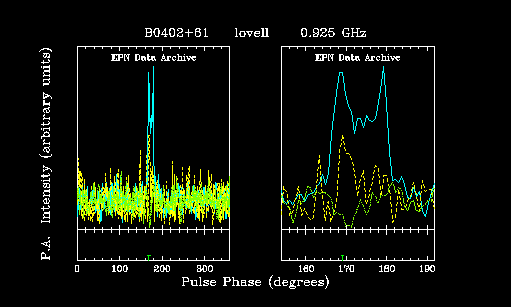 B0402+61 lovell 0.925 GHz
EPN Data Archive EPN Data Archive
P.A. Intensity (arbitrary units)
0 100 200 300 160 170 180 190
Pulse Phase (degrees)